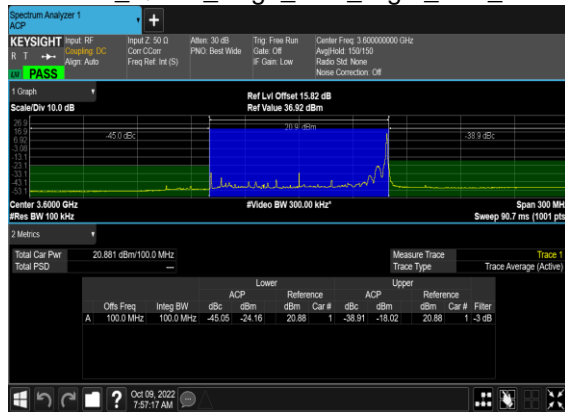 Spectrum Analyzer 1
ACP
+
KEYSIGHT
R T
LW PASS
Input: RF
Coupling: DC
Align: Auto
Input Z: 50 Ω
Corr CCorr
Freq Ref: Int (S)
Atten: 30 dB
PNO: Best Wide
Trig: Free Run
Gate: Off
IF Gain: Low
Center Freq: 3.600000000 GHz
Avg|Hold: 150/150
Radio Std: None
Noise Correction: Off
1 Graph
Scale/Div 10.0 dB
Ref Lvl Offset 15.82 dB
Ref Value 36.92 dBm
26.9
16.9
6.92
-3.08
-13.1
-23.1
-33.1
-43.1
-53.1
-45.0 dBc
20.9 dBm
-38.9 dBc
Center 3.6000 GHz
#Res BW 100 kHz
#Video BW 300.00 kHz*
Span 300 MHz
Sweep 90.7 ms (1001 pts)
2 Metrics
Total Car Pwr 20.881 dBm/100.0 MHz
Total PSD ---
Measure Trace Trace 1
Trace Type Trace Average (Active)
Lower Upper
ACP Reference ACP Reference
Offs Freq Integ BW dBc dBm dBm Car # dBc dBm dBm Car # Filter
A 100.0 MHz 100.0 MHz -45.05 -24.16 20.88 1 -38.91 -18.02 20.88 1 -3 dB
?
Oct 09, 2022
7:57:17 AM